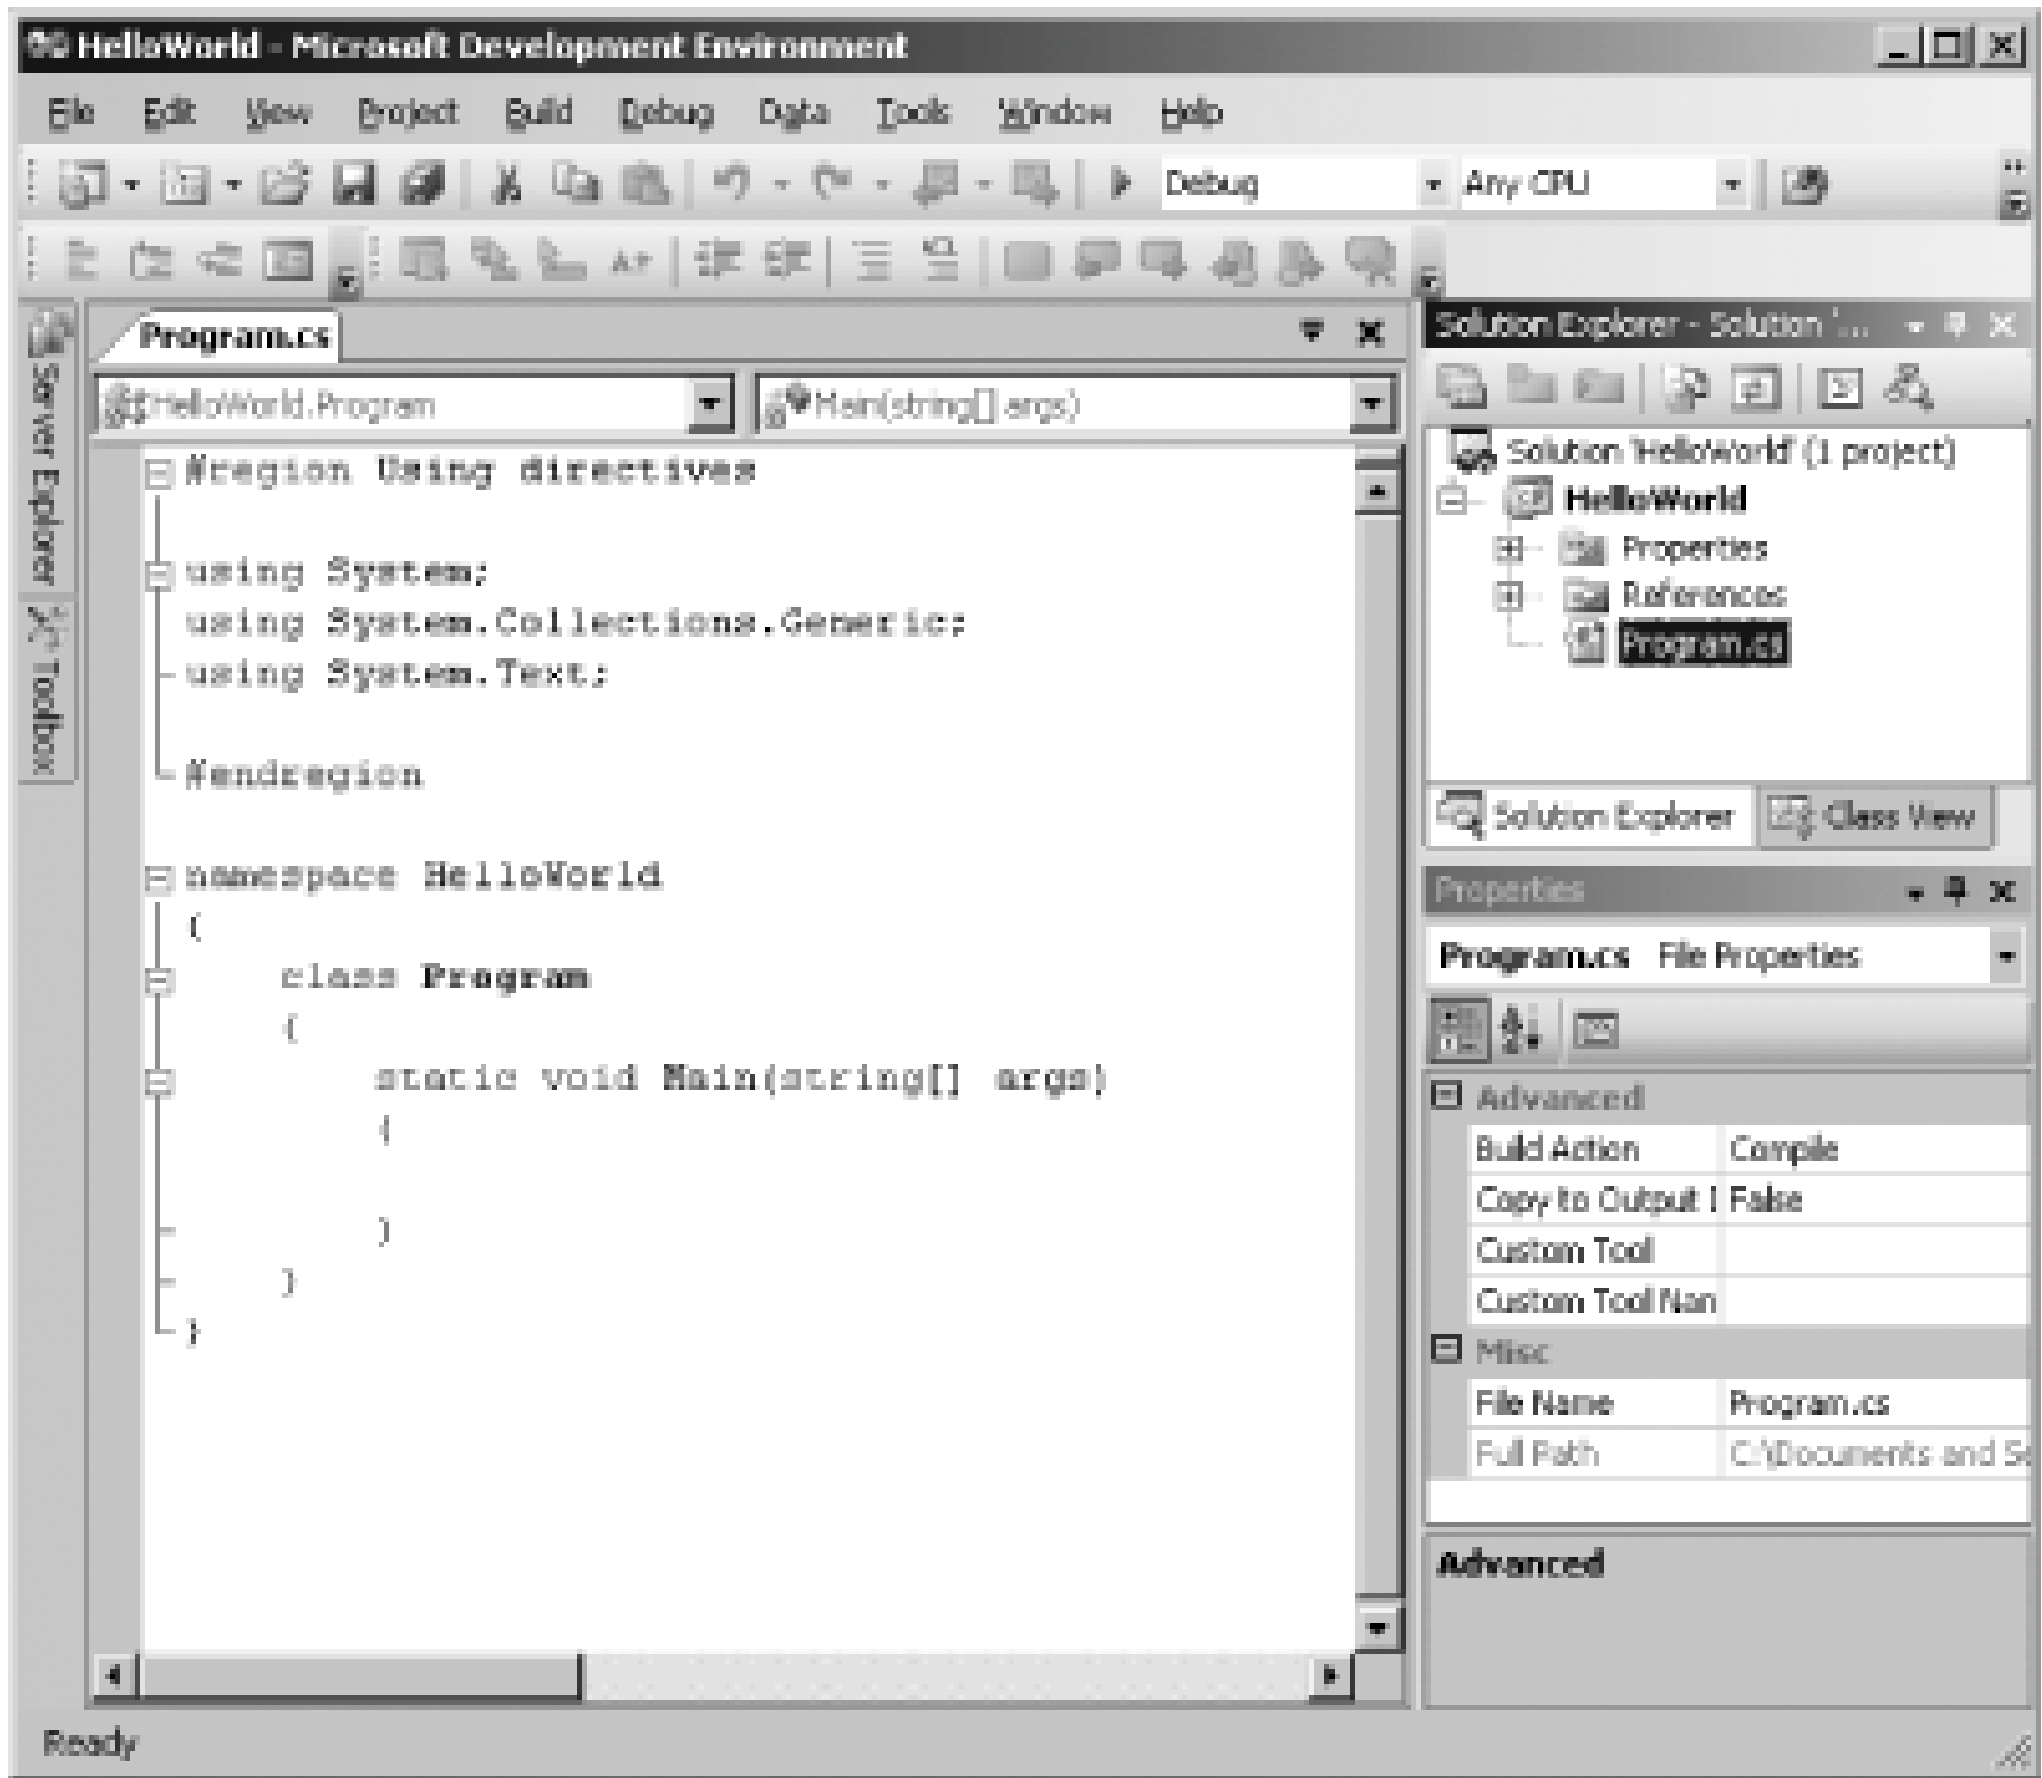 HelloWorld - Microsoft Development Environment
File Edit View Project Build Debug Data Tools Window Help
Debug Any CPU
Server Explorer
Toolbox
Program.cs
HelloWorld.Program Main(string[] args)
#region Using directives
using System;
using System.Collections.Generic;
using System.Text;
#endregion
namespace HelloWorld
{
class Program
{
static void Main(string[] args)
{
}
}
}
Solution Explorer - Solution '...
Solution 'HelloWorld' (1 project)
HelloWorld
Properties
References
Program.cs
Solution Explorer Class View
Properties
Program.cs File Properties
Advanced
Build Action Compile
Copy to Output False
Custom Tool
Custom Tool Nam
Misc
File Name Program.cs
Full Path C:\Documents and Se
Advanced
Ready